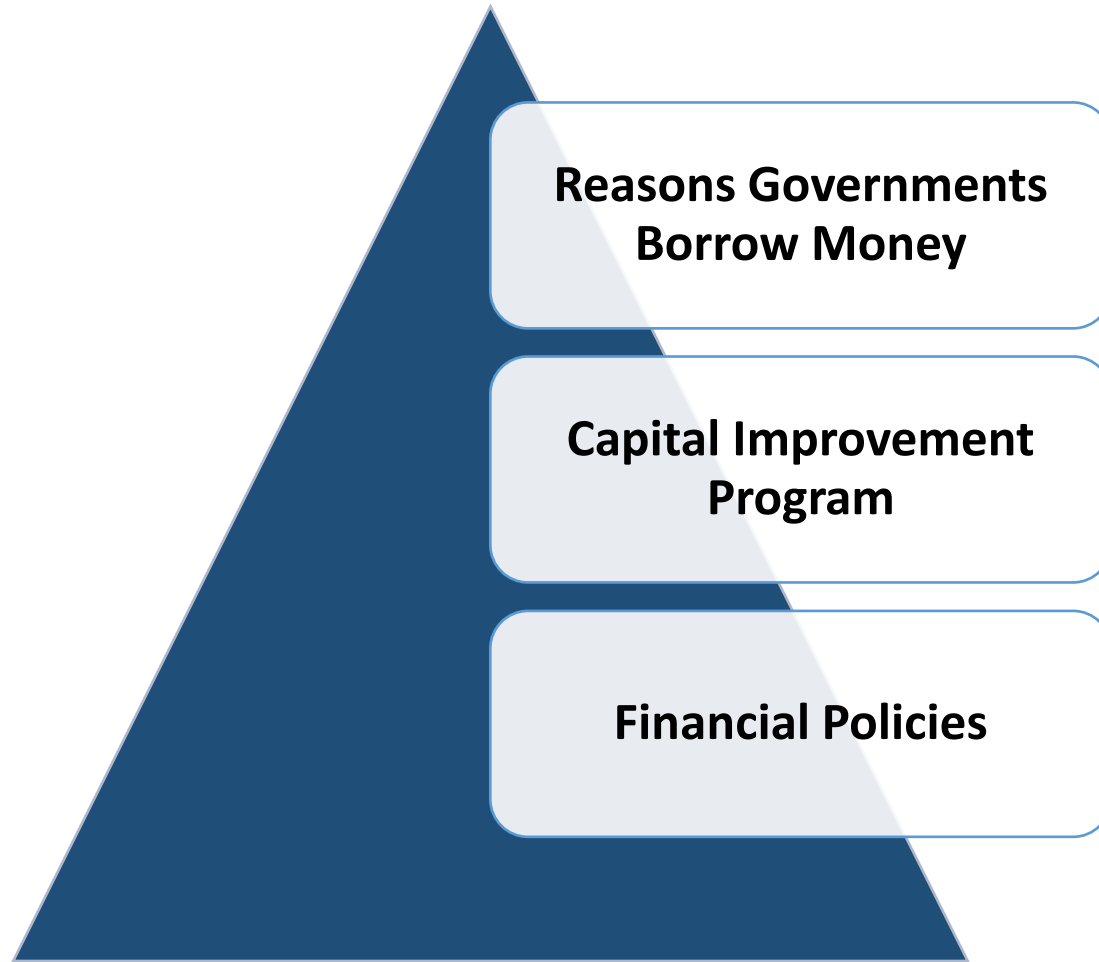 Reasons Governments
Borrow Money
Capital Improvement
Program
Financial Policies